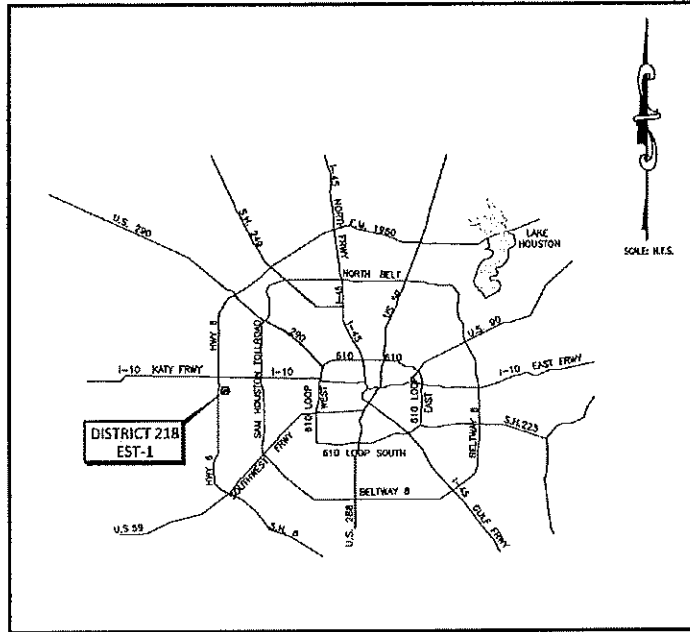 I-45 NORTH FRWY
U.S. 290
S.H. 249
F.M. 1960
LAKE
HOUSTON
SCALE: N.T.S.
NORTH BELT
I-45
US 59
HWY 6
SAM HOUSTON TOLLROAD
290
I-45
U.S. 90
610
610
I-10 KATY FRWY
I-10
I-10 EAST FRWY
610 LOOP
WEST
610 LOOP
EAST
DISTRICT 218
EST-1
S.H.225
BELTWAY 8
HWY 6
SOUTHWEST FRWY
610 LOOP SOUTH
BELTWAY 8
I-45 GULF FRWY
U.S 59
S.H. 6
U.S. 288